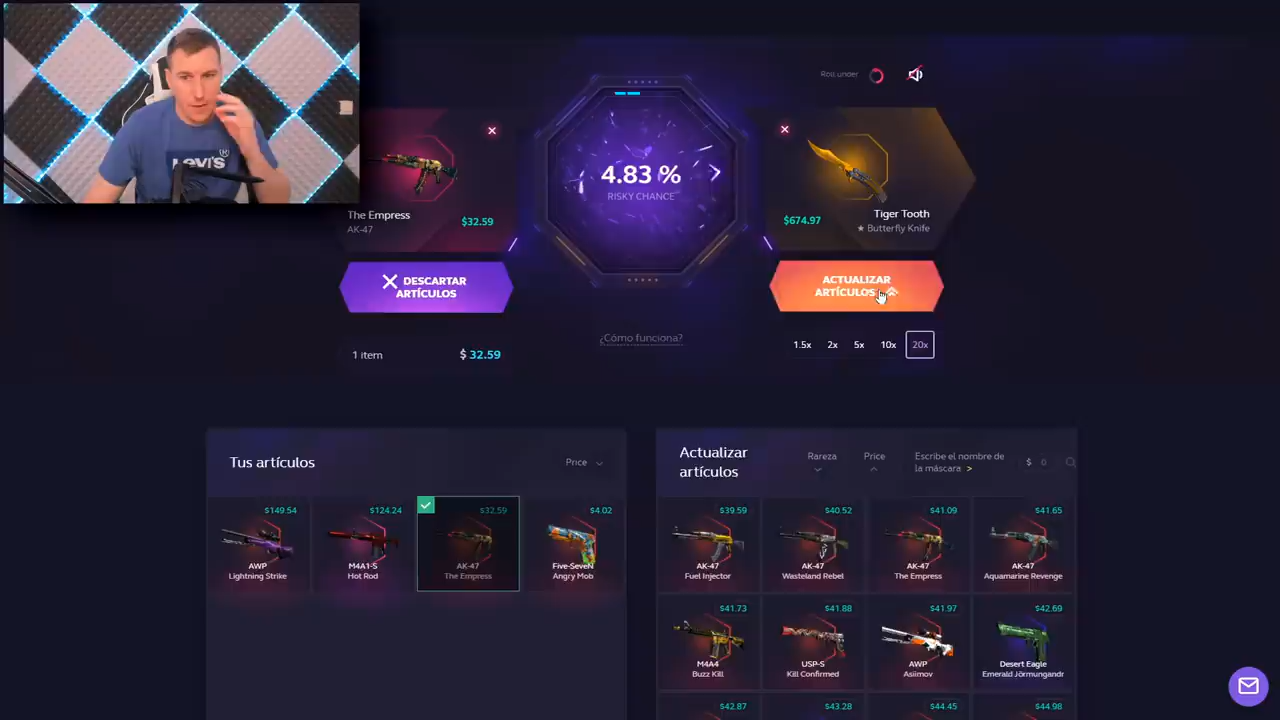 LEVI'S®
Roll under
4.83 %
RISKY CHANCE
The Empress
AK-47
$32.59
$674.97
Tiger Tooth
★ Butterfly Knife
DESCARTAR
ARTÍCULOS
ACTUALIZAR
ARTÍCULOS
¿Cómo funciona?
1 item
$ 32.59
1.5x 2x 5x 10x 20x
Tus artículos
Price
Actualizar
artículos
Rareza
Price
Escribe el nombre de
la máscara >
$ 0
$149.54 $124.24 $32.59 $4.02
AWP M4A1-S AK-47 Five-SeveN
Lightning Strike Hot Rod The Empress Angry Mob
$39.59 $40.52 $41.09 $41.65
AK-47 AK-47 AK-47 AK-47
Fuel Injector Wasteland Rebel The Empress Aquamarine Revenge
$41.73 $41.88 $41.97 $42.69
M4A4 USP-S AWP Desert Eagle
Buzz Kill Kill Confirmed Asiimov Emerald Jörmungandr
$42.87 $43.28 $44.45 $44.98